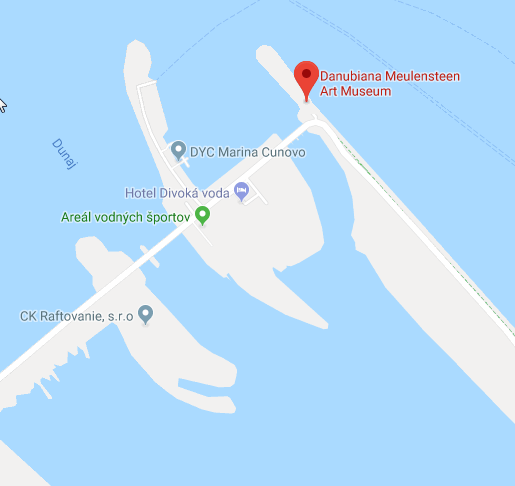 Danubiana Meulensteen
Art Museum
Dunaj
DYC Marina Cunovo
Hotel Divoká voda
Areál vodných športov
CK Raftovanie, s.r.o